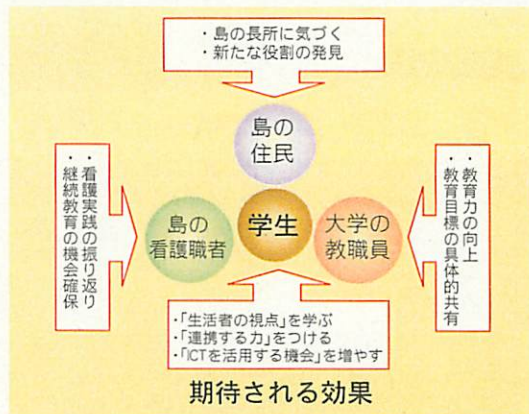 ・島の長所に気づく
・新たな役割の発見
島の
住民
・看護実践の振り返り
・継続教育の機会確保
島の
看護職者
学生
大学の
教職員
・教育力の向上
・教育目標の具体的共有
・「生活者の視点」を学ぶ
・「連携する力」をつける
・「ICTを活用する機会」を増やす
期待される効果